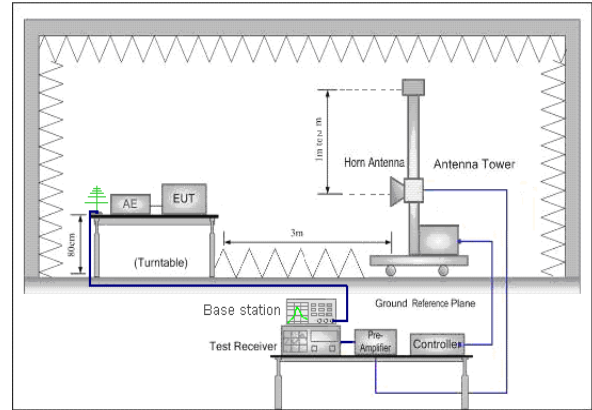 1m to 4 m
Horn Antenna
Antenna Tower
AE
EUT
80cm
(Turntable)
3m
Ground Reference Plane
Base station
Test Receiver
Pre-
Amplifier
Controller